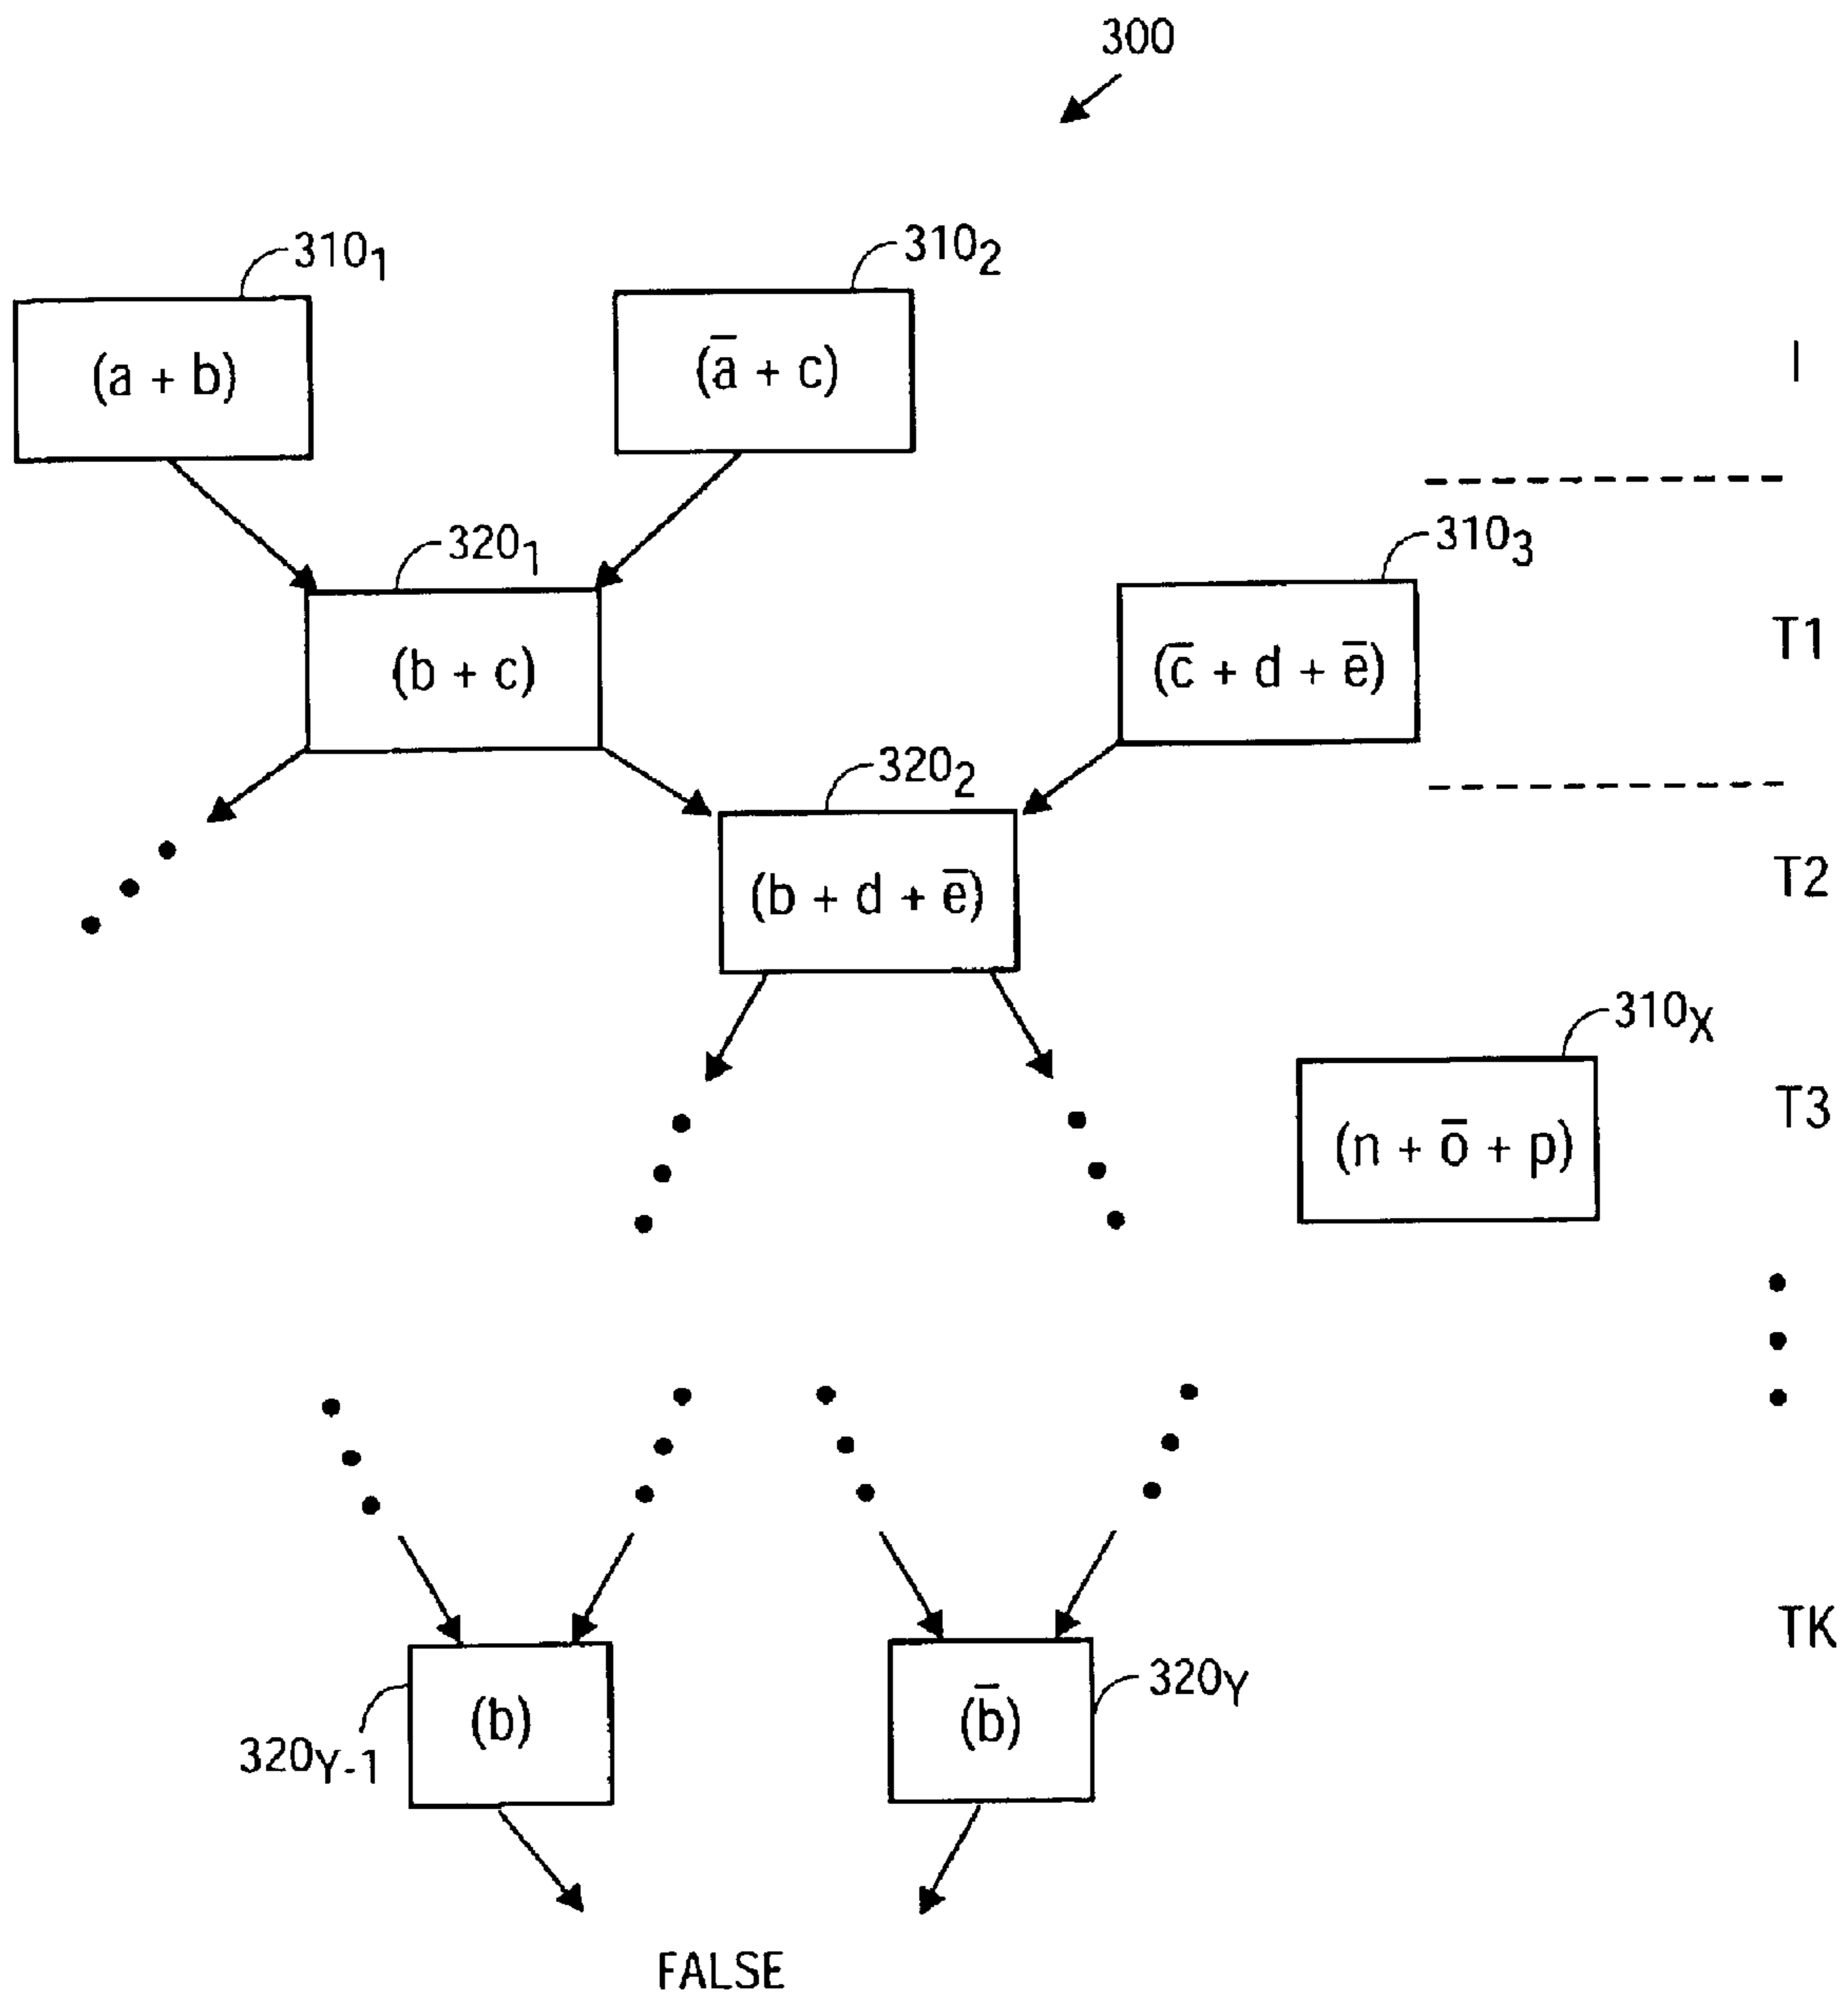 300
310₁
310₂
(a + b)
(a̅ + c)
I
320₁
310₃
(b + c)
(c̅ + d + e̅)
T1
320₂
(b + d + e̅)
T2
310X
(n + o̅ + p)
T3
TK
320Y-1
(b)
(b̅)
320Y
FALSE